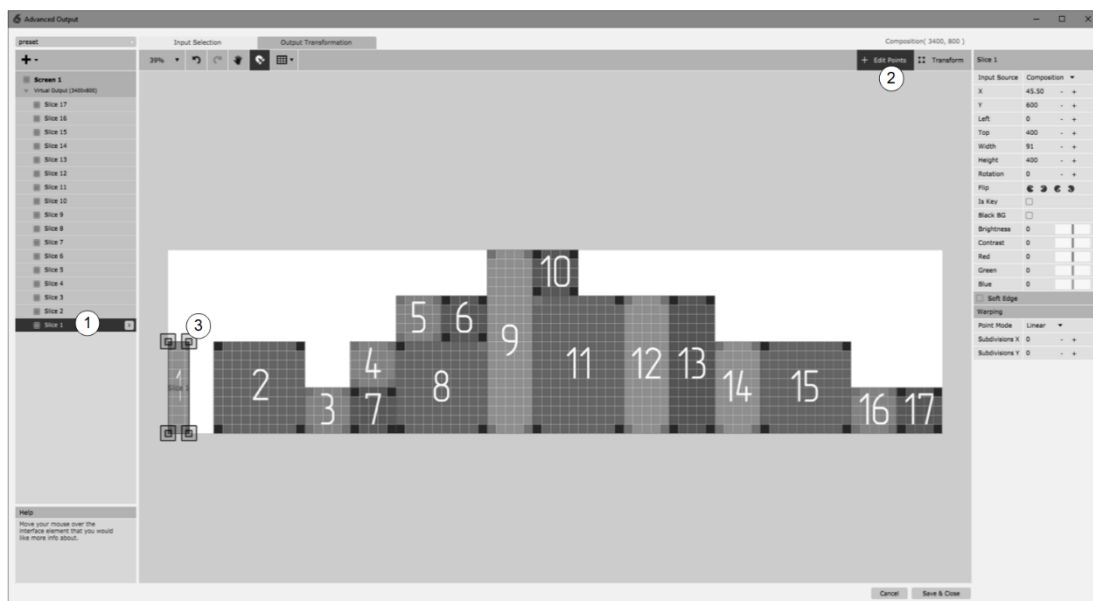 Advanced Output
preset
Input Selection
Output Transformation
Composition( 3400, 800 )
39%
+ Edit Points
Transform
2
Screen 1
Virtual Output (3400x800)
Slice 17
Slice 16
Slice 15
Slice 14
Slice 13
Slice 12
Slice 11
Slice 10
Slice 9
Slice 8
Slice 7
Slice 6
Slice 5
Slice 4
Slice 3
Slice 2
Slice 1
1
3
1
Slice 1
2
3
4
5
6
7
8
9
10
11
12
13
14
15
16
17
Slice 1
Input Source Composition
X 45.50 - +
Y 600 - +
Left 0 - +
Top 400 - +
Width 91 - +
Height 400 - +
Rotation 0 - +
Flip
Is Key
Black BG
Brightness 0
Contrast 0
Red 0
Green 0
Blue 0
Soft Edge
Warping
Point Mode Linear
Subdivisions X 0 - +
Subdivisions Y 0 - +
Help
Move your mouse over the
interface element that you would
like more info about.
Cancel
Save & Close